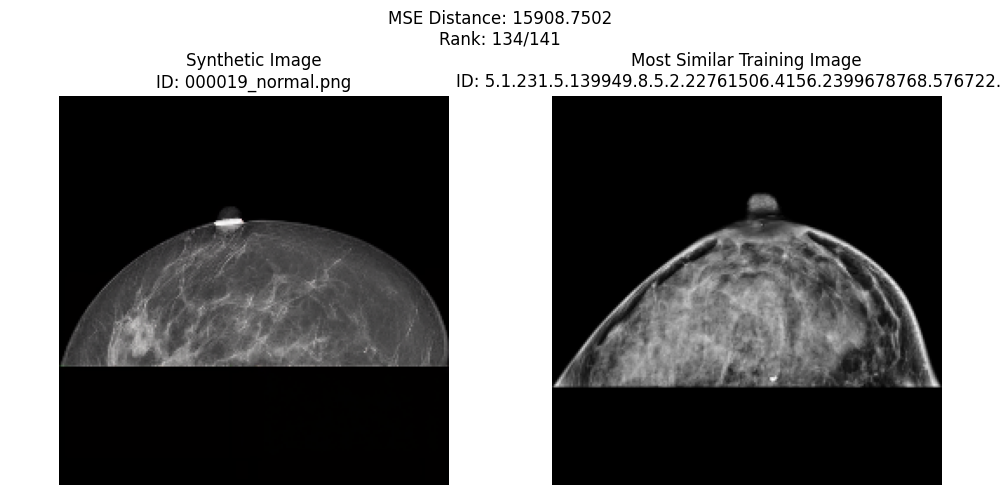 MSE Distance: 15908.7502
Rank: 134/141
Synthetic Image
ID: 000019_normal.png
Most Similar Training Image
ID: 5.1.231.5.139949.8.5.2.22761506.4156.2399678768.576722.